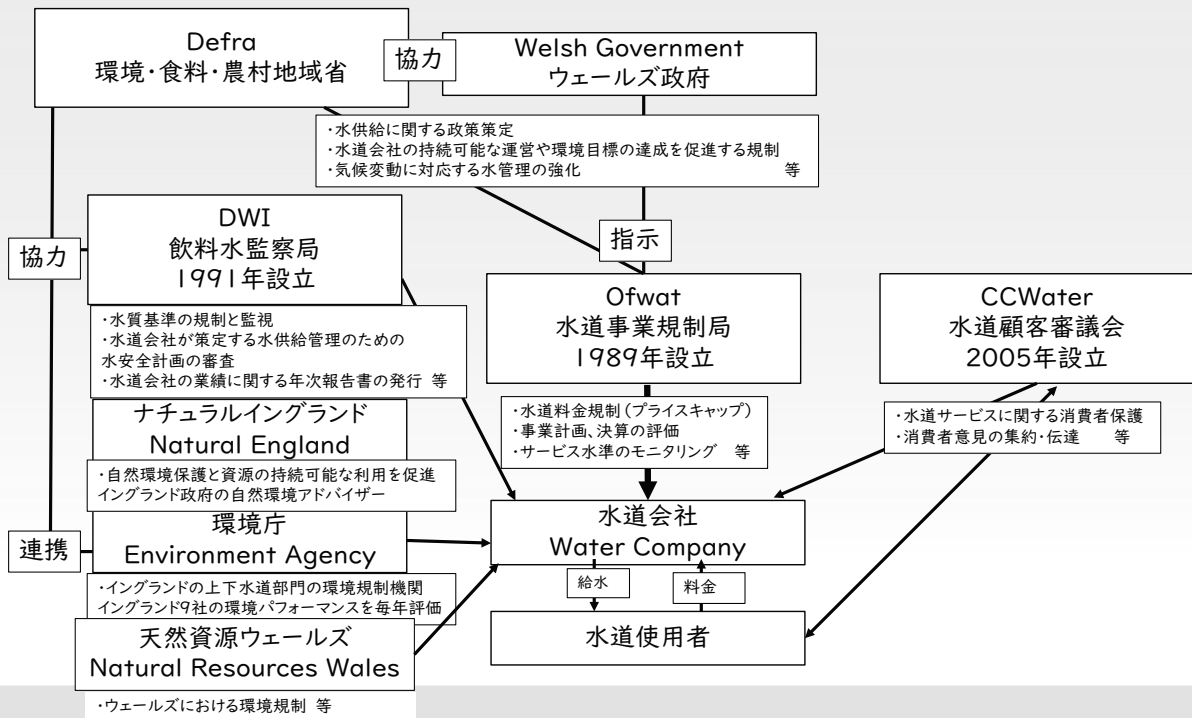 Defra
環境・食料・農村地域省
協力
Welsh Government
ウェールズ政府
・水供給に関する政策策定
・水道会社の持続可能な運営や環境目標の達成を促進する規制
・気候変動に対応する水管理の強化 等
協力
DWI
飲料水監察局
1991年設立
・水質基準の規制と監視
・水道会社が策定する水供給管理のための
水安全計画の審査
・水道会社の業績に関する年次報告書の発行 等
指示
Ofwat
水道事業規制局
1989年設立
・水道料金規制(プライスキャップ)
・事業計画、決算の評価
・サービス水準のモニタリング 等
CCWater
水道顧客審議会
2005年設立
・水道サービスに関する消費者保護
・消費者意見の集約・伝達 等
ナチュラルイングランド
Natural England
・自然環境保護と資源の持続可能な利用を促進
イングランド政府の自然環境アドバイザー
連携
環境庁
Environment Agency
・イングランドの上下水道部門の環境規制機関
イングランド9社の環境パフォーマンスを毎年評価
水道会社
Water Company
給水
料金
水道使用者
天然資源ウェールズ
Natural Resources Wales
・ウェールズにおける環境規制 等